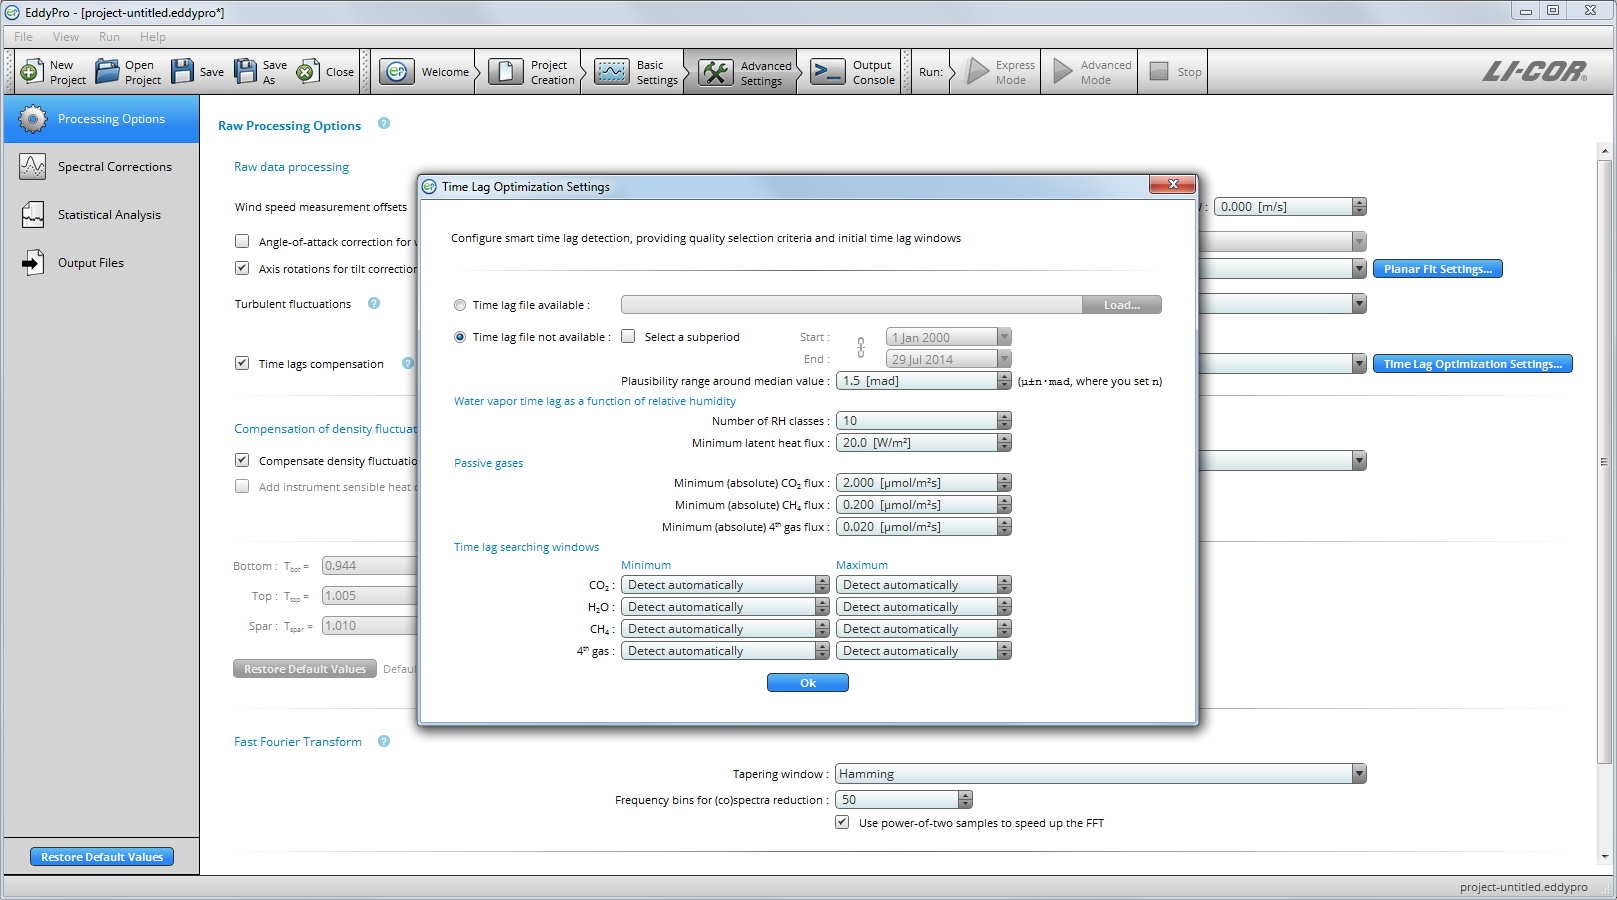 EddyPro - [project-untitled.eddypro*]
File View Run Help
New Project
Open Project
Save
Save As
Close
Welcome
Project Creation
Basic Settings
Advanced Settings
Output Console
Run:
Express Mode
Advanced Mode
Stop
LI-COR
Processing Options
Spectral Corrections
Statistical Analysis
Output Files
Restore Default Values
Raw Processing Options ?
Raw data processing
Wind speed measurement offsets
: 0.000 [m/s]
Angle-of-attack correction for
Axis rotations for tilt correction
Planar Fit Settings...
Turbulent fluctuations ?
Time lags compensation ?
Time Lag Optimization Settings...
Compensation of density fluctuat
Compensate density fluctuatio
Add instrument sensible heat
Bottom : Tbot = 0.944
Top : Ttop = 1.005
Spar : Tspar = 1.010
Restore Default Values Defaul
Time Lag Optimization Settings
Configure smart time lag detection, providing quality selection criteria and initial time lag windows
Time lag file available : Load...
Time lag file not available : Select a subperiod Start : 1 Jan 2000
End : 29 Jul 2014
Plausibility range around median value : 1.5 [mad] (μ±n·mad, where you set n)
Water vapor time lag as a function of relative humidity
Number of RH classes : 10
Minimum latent heat flux : 20.0 [W/m²]
Passive gases
Minimum (absolute) CO₂ flux : 2.000 [μmol/m²s]
Minimum (absolute) CH₄ flux : 0.200 [μmol/m²s]
Minimum (absolute) 4th gas flux : 0.020 [μmol/m²s]
Time lag searching windows
Minimum Maximum
CO₂ : Detect automatically Detect automatically
H₂O : Detect automatically Detect automatically
CH₄ : Detect automatically Detect automatically
4th gas : Detect automatically Detect automatically
Ok
Fast Fourier Transform ?
Tapering window : Hamming
Frequency bins for (co)spectra reduction : 50
Use power-of-two samples to speed up the FFT
project-untitled.eddypro